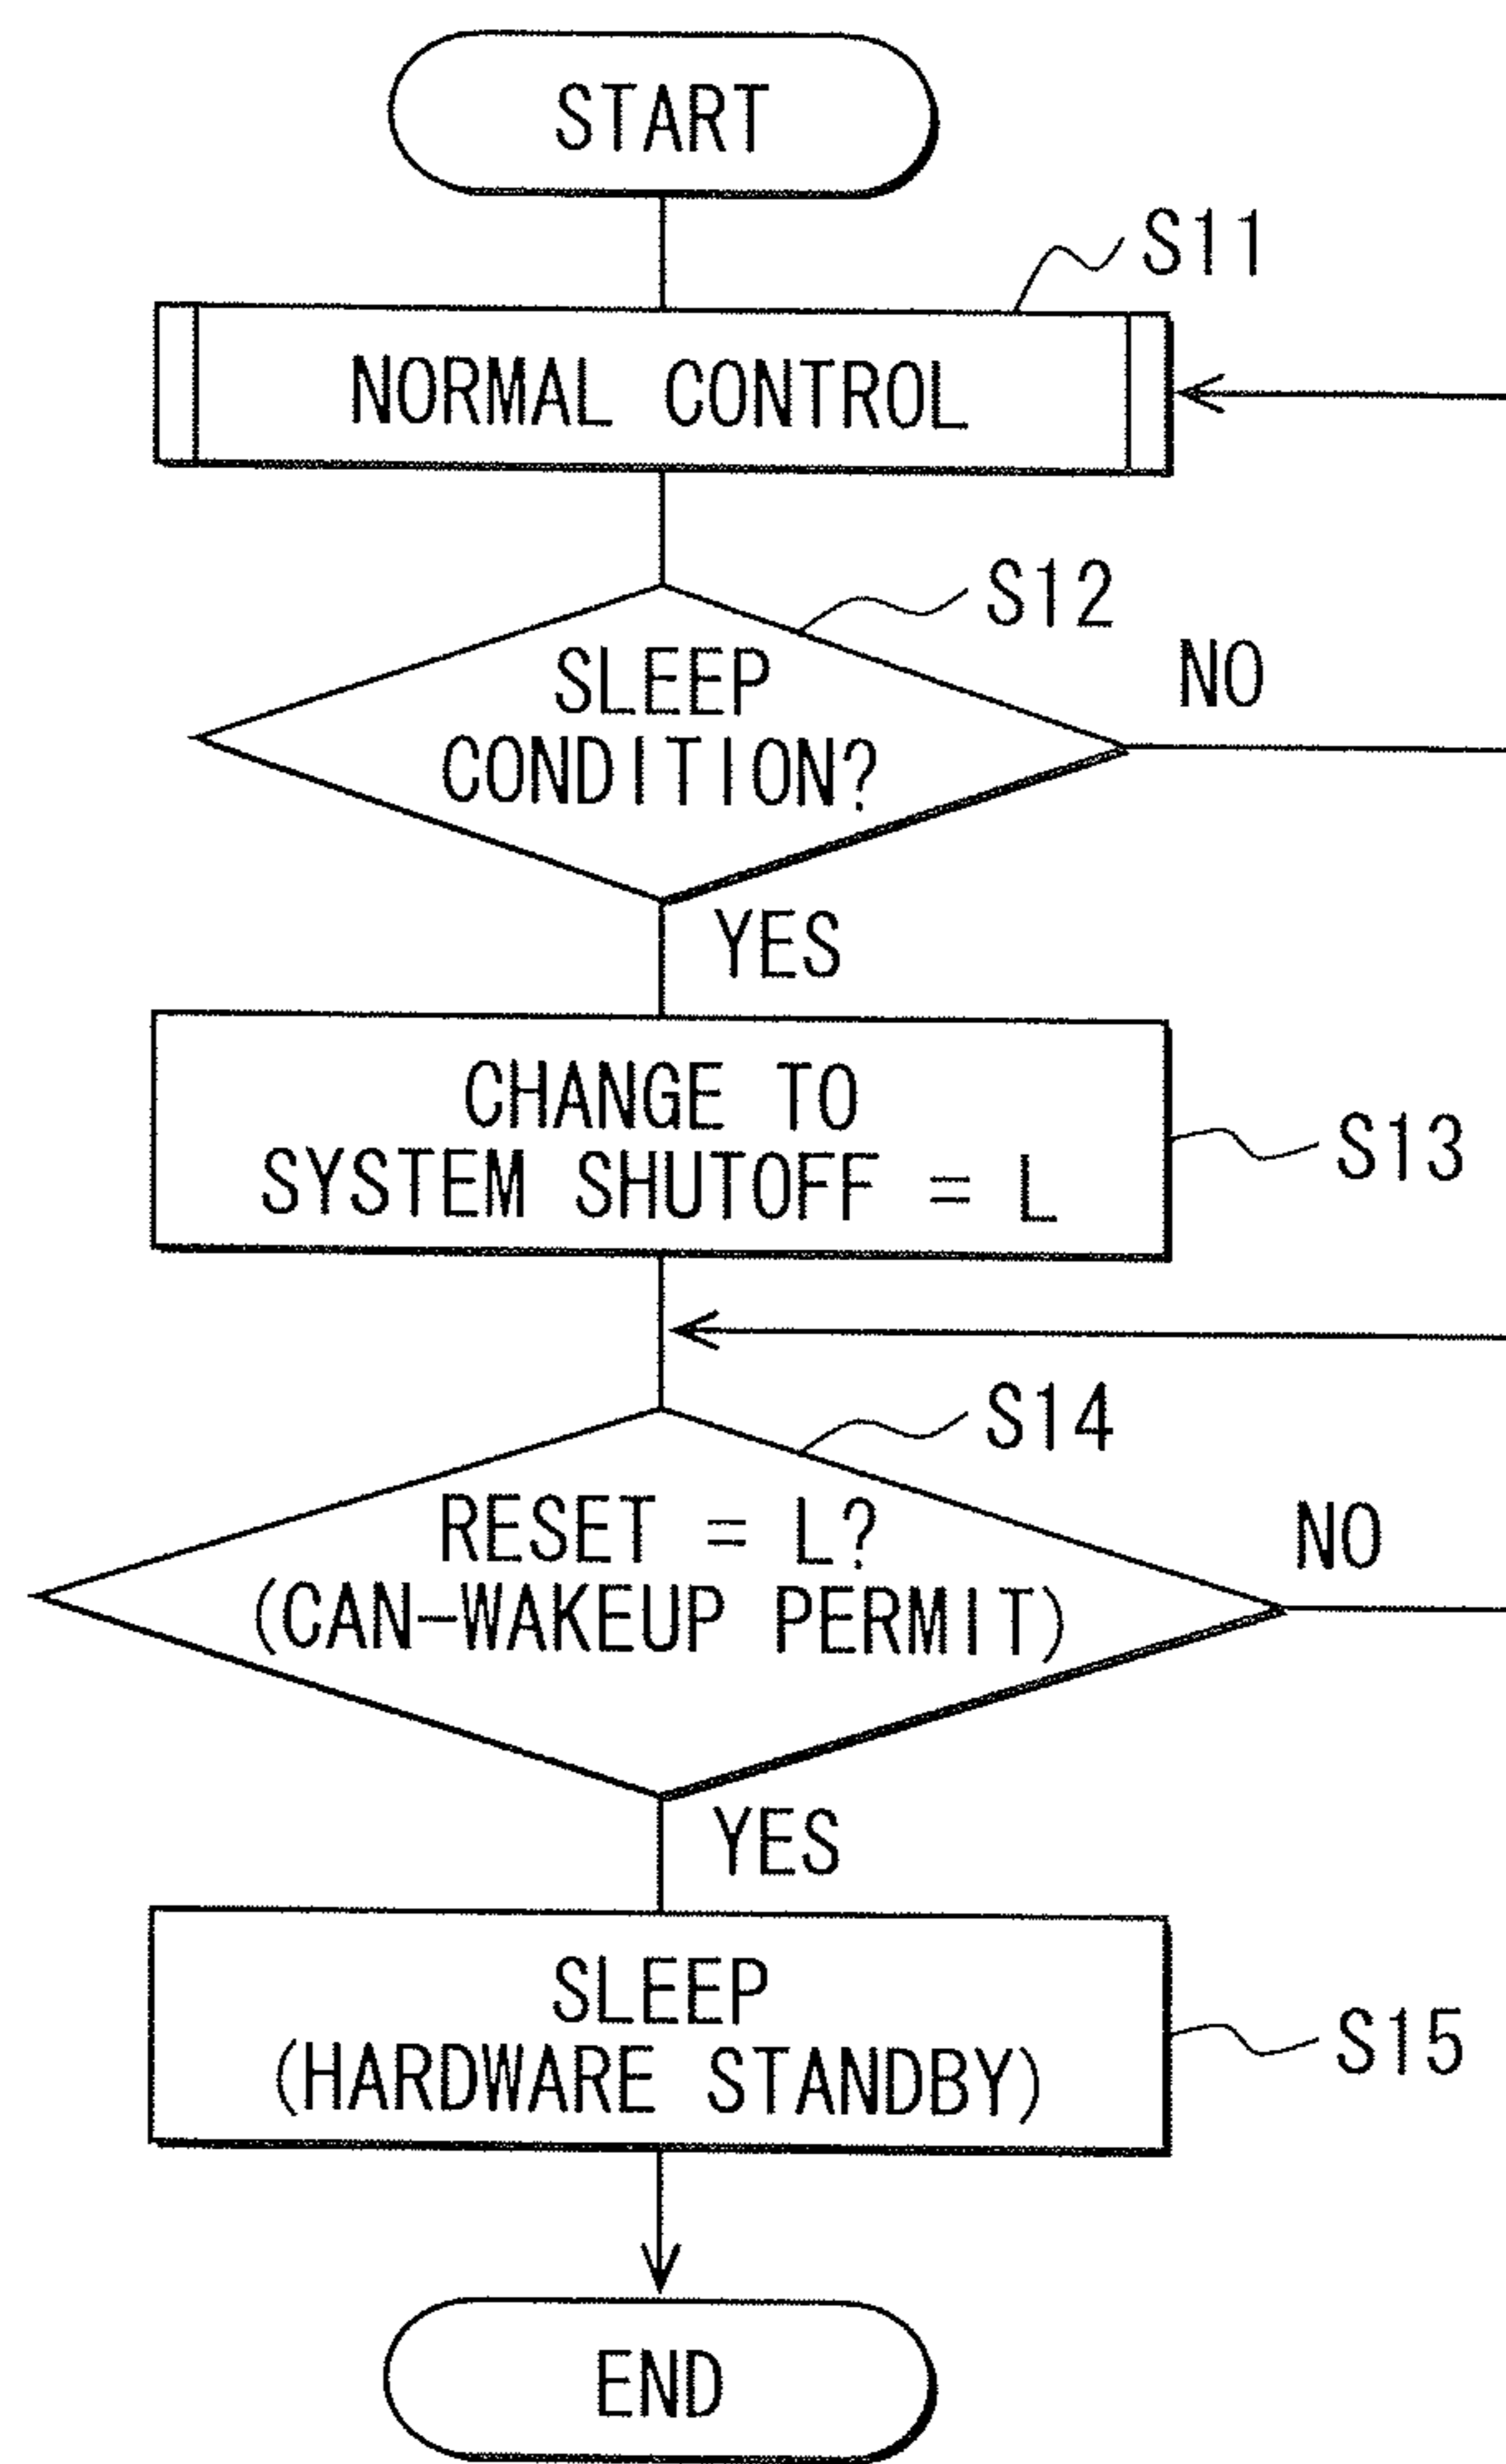 START
S11
NORMAL CONTROL
S12
NO
SLEEP
CONDITION?
YES
CHANGE TO
SYSTEM SHUTOFF = L
S13
S14
RESET = L?
NO
(CAN-WAKEUP PERMIT)
YES
SLEEP
(HARDWARE STANDBY)
S15
END